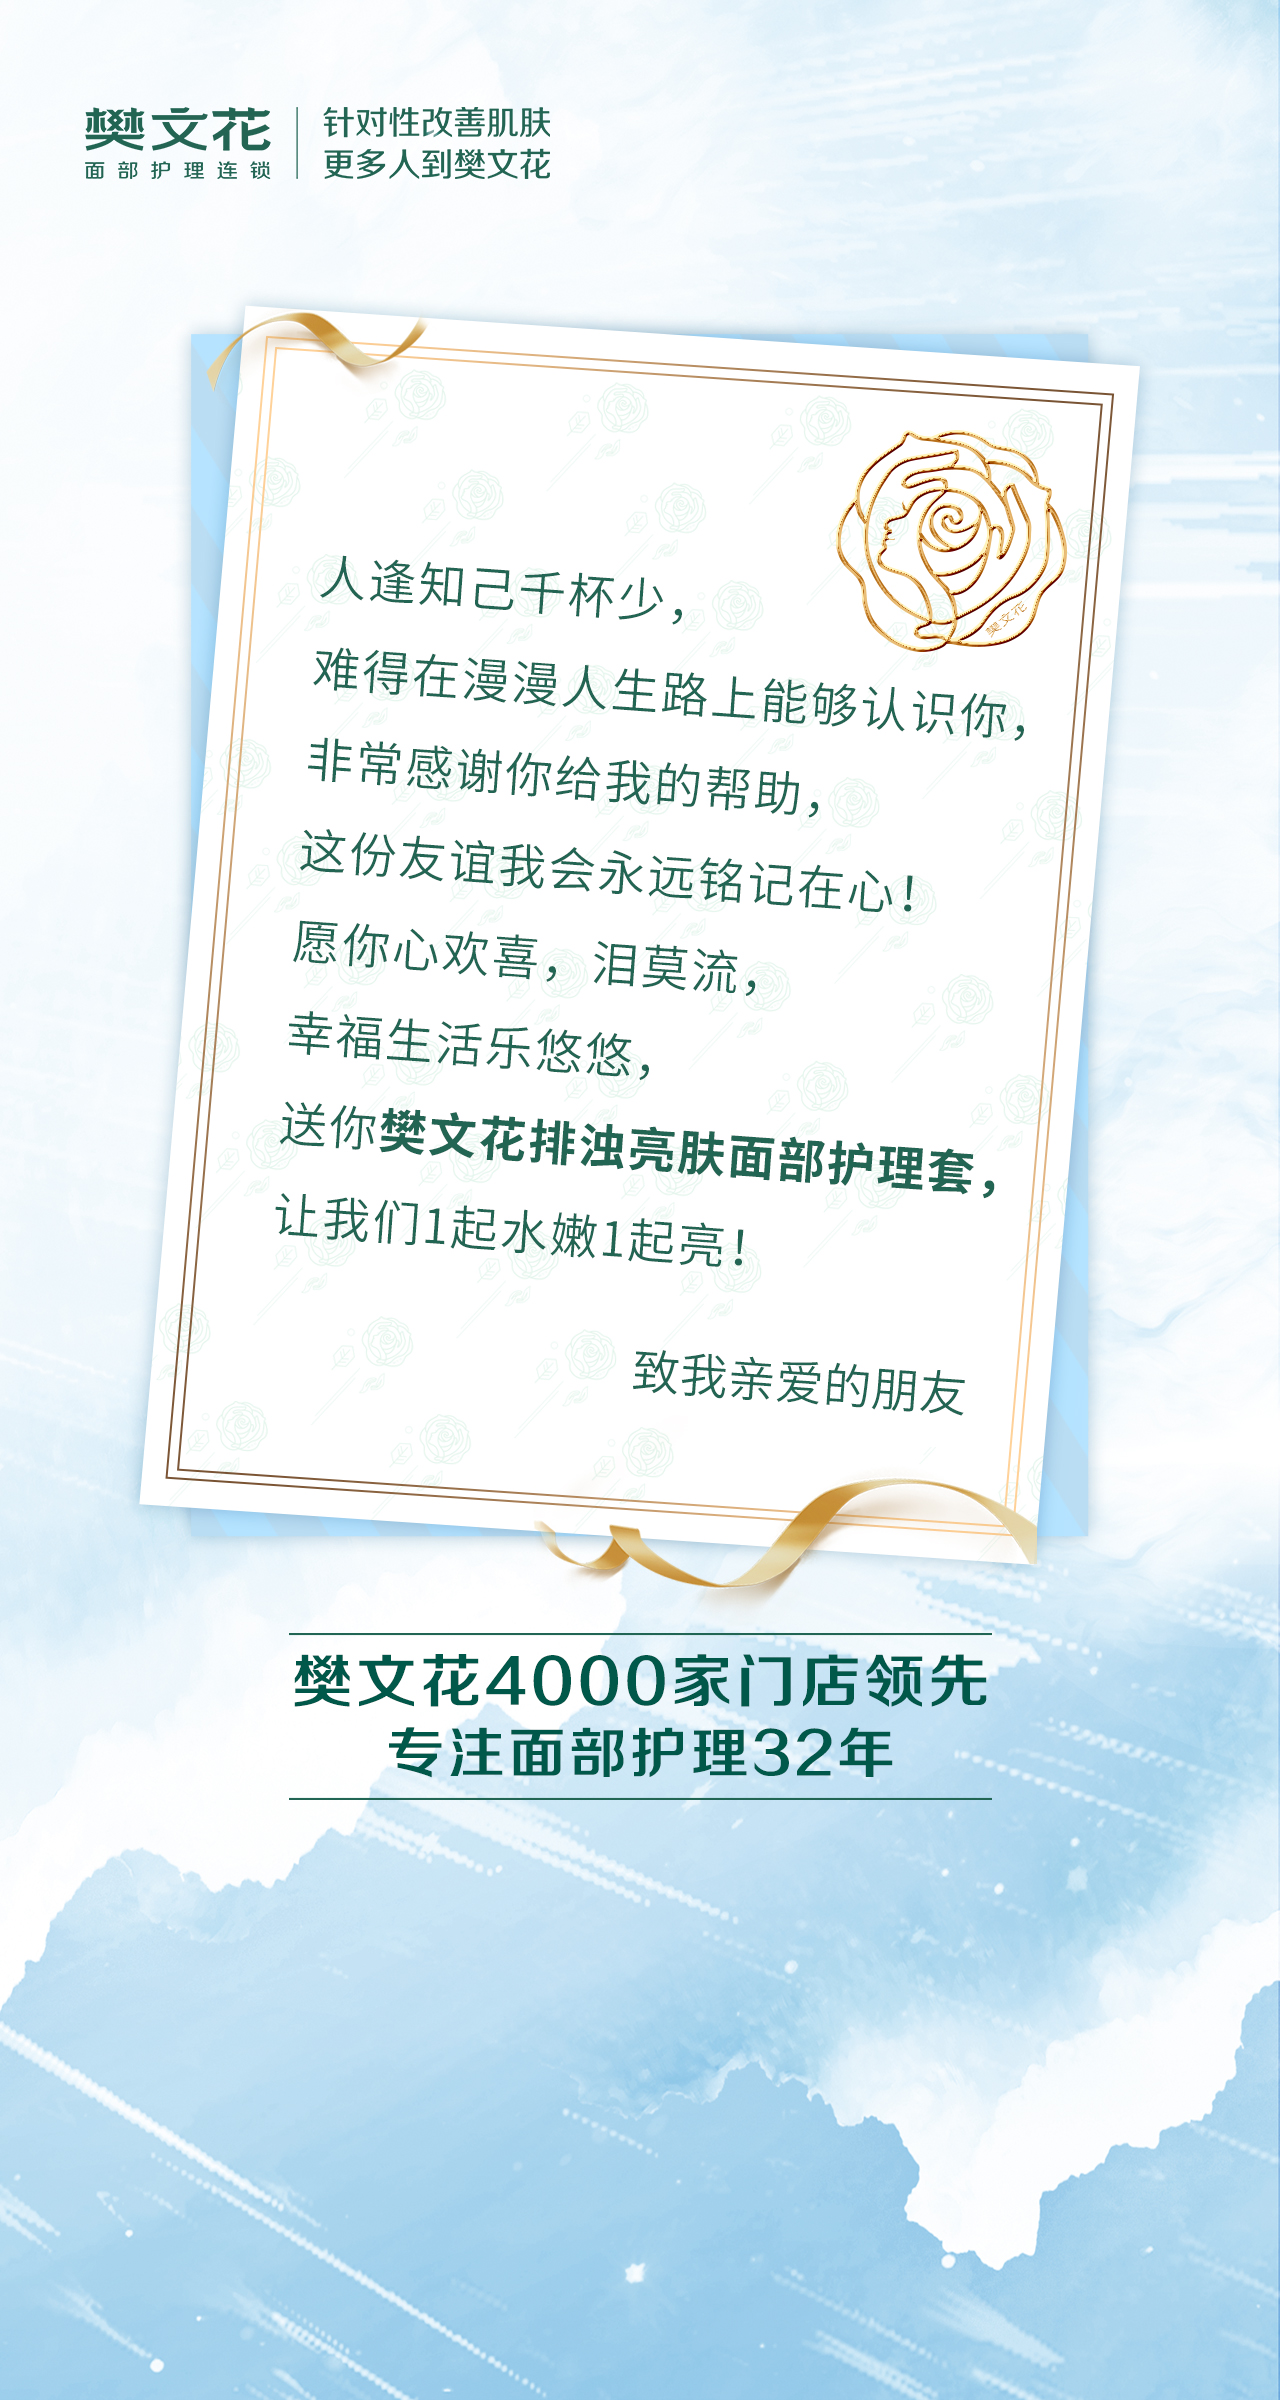 樊文花
面部护理连锁
针对性改善肌肤
更多人到樊文花
樊文花
人逢知己千杯少，
难得在漫漫人生路上能够认识你，
非常感谢你给我的帮助，
这份友谊我会永远铭记在心！
愿你心欢喜，泪莫流，
幸福生活乐悠悠，
送你樊文花排浊亮肤面部护理套，
让我们1起水嫩1起亮！
致我亲爱的朋友
樊文花4000家门店领先
专注面部护理32年